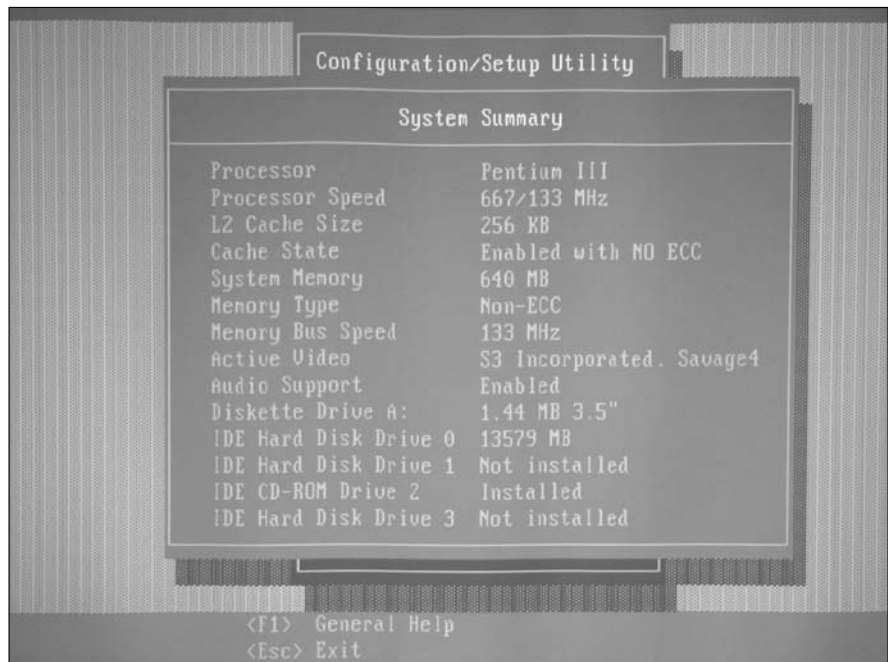 Configuration/Setup Utility
System Summary
Processor Pentium III
Processor Speed 667/133 MHz
L2 Cache Size 256 KB
Cache State Enabled with NO ECC
System Memory 640 MB
Memory Type Non-ECC
Memory Bus Speed 133 MHz
Active Video S3 Incorporated. Savage4
Audio Support Enabled
Diskette Drive A: 1.44 MB 3.5"
IDE Hard Disk Drive 0 13579 MB
IDE Hard Disk Drive 1 Not installed
IDE CD-ROM Drive 2 Installed
IDE Hard Disk Drive 3 Not installed
<F1> General Help
<Esc> Exit